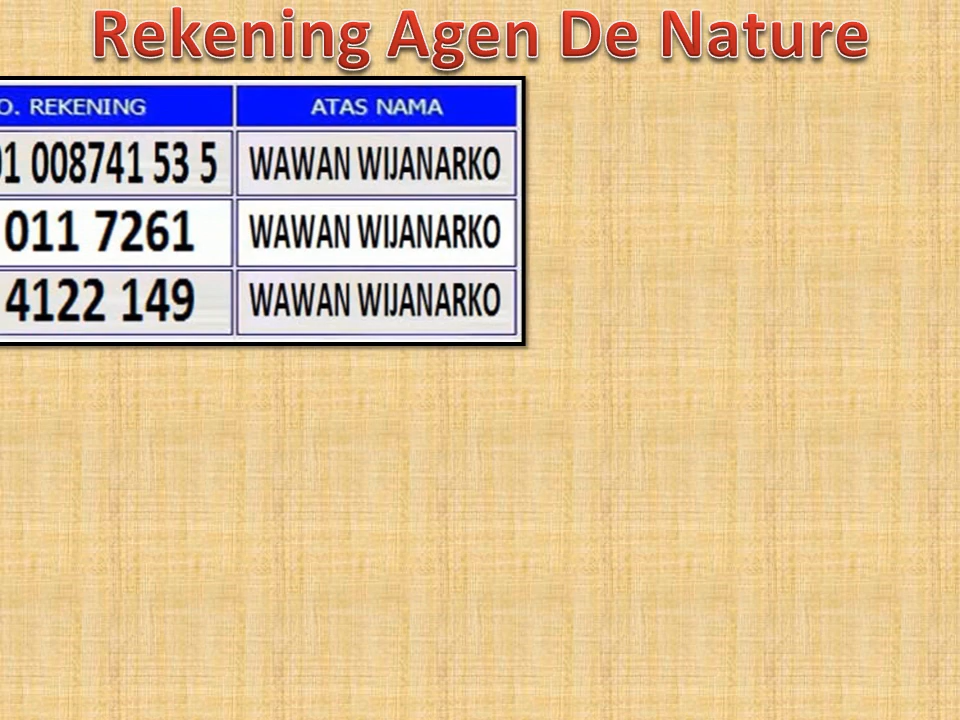 Rekening Agen De Nature
O. REKENING ATAS NAMA
01 008741 53 5 WAWAN WIJANARKO
011 7261 WAWAN WIJANARKO
4122 149 WAWAN WIJANARKO